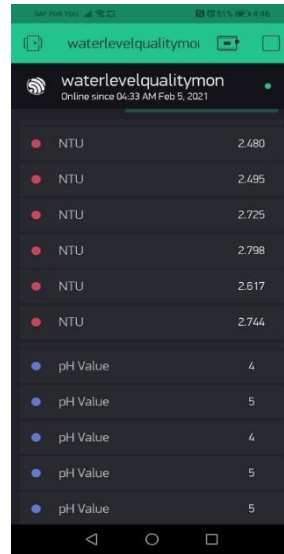 51% 4:46
waterlevelqualitymoi
waterlevelqualitymon
Online since 04:33 AM Feb 5, 2021
NTU 2.480
NTU 2.495
NTU 2.725
NTU 2.798
NTU 2.617
NTU 2.744
pH Value 4
pH Value 5
pH Value 4
pH Value 5
pH Value 5